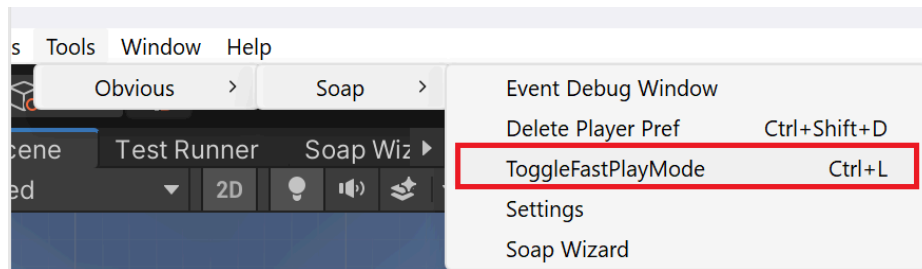 s Tools Window Help
Obvious > Soap > Event Debug Window
Delete Player Pref Ctrl+Shift+D
cene Test Runner Soap Wiz
ToggleFastPlayMode Ctrl+L
ed 2D
Settings
Soap Wizard